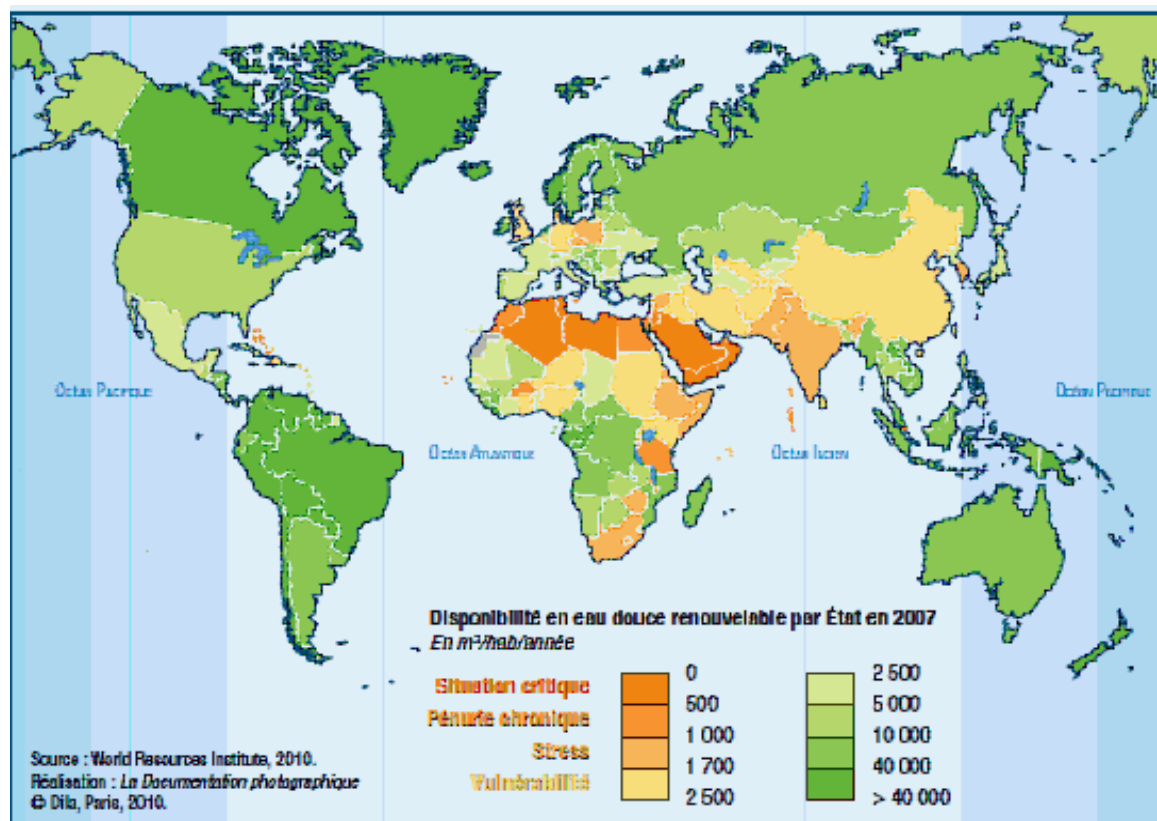 Océan Pacifique
Océan Atlantique
Océan Indien
Océan Pacifique
Disponibilité en eau douce renouvelable par État en 2007
En m³/hab/année
Situation critique
Pénurie chronique
Stress
Vulnérabilité
0
500
1 000
1 700
2 500
2 500
5 000
10 000
40 000
> 40 000
Source : World Resources Institute, 2010.
Réalisation : La Documentation photographique
© Dila, Paris, 2010.